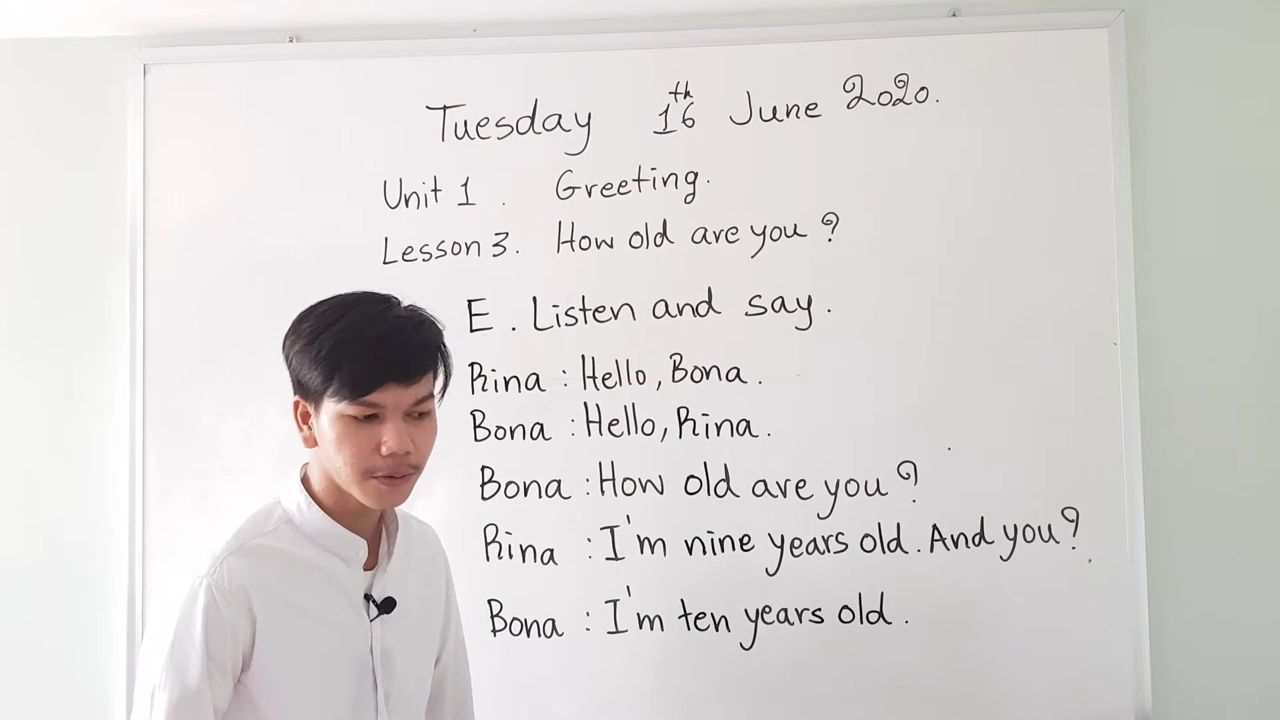 Tuesday 16th June 2020.
Unit 1. Greeting.
Lesson 3. How old are you?
E. Listen and say.
Rina : Hello, Bona.
Bona : Hello, Rina.
Bona : How old are you?
Rina : I'm nine years old. And you?
Bona : I'm ten years old.